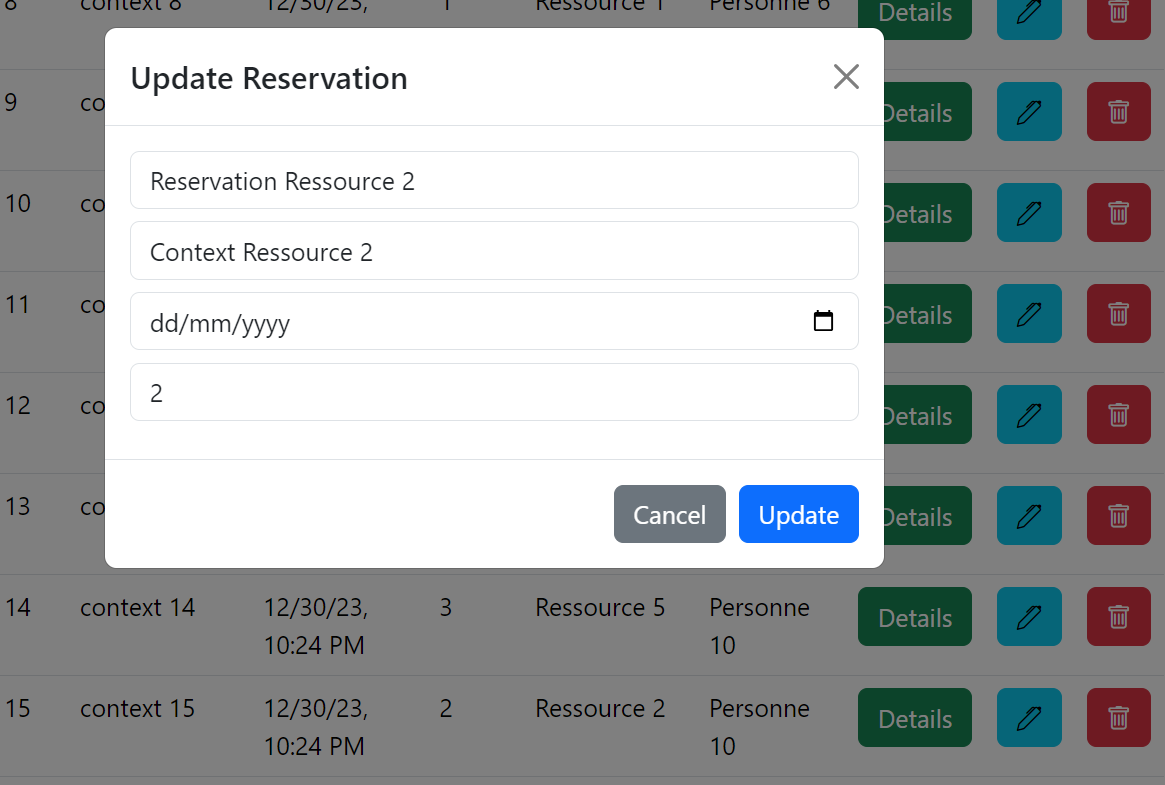 8 context 8 12/30/23, 1 Ressource 1 Personne 6 Details
Update Reservation
9 co Details
Reservation Ressource 2
10 co Details
Context Ressource 2
11 co Details
dd/mm/yyyy
12 co Details
2
13 co Details
Cancel Update
14 context 14 12/30/23, 3 Ressource 5 Personne Details
10:24 PM 10
15 context 15 12/30/23, 2 Ressource 2 Personne Details
10:24 PM 10